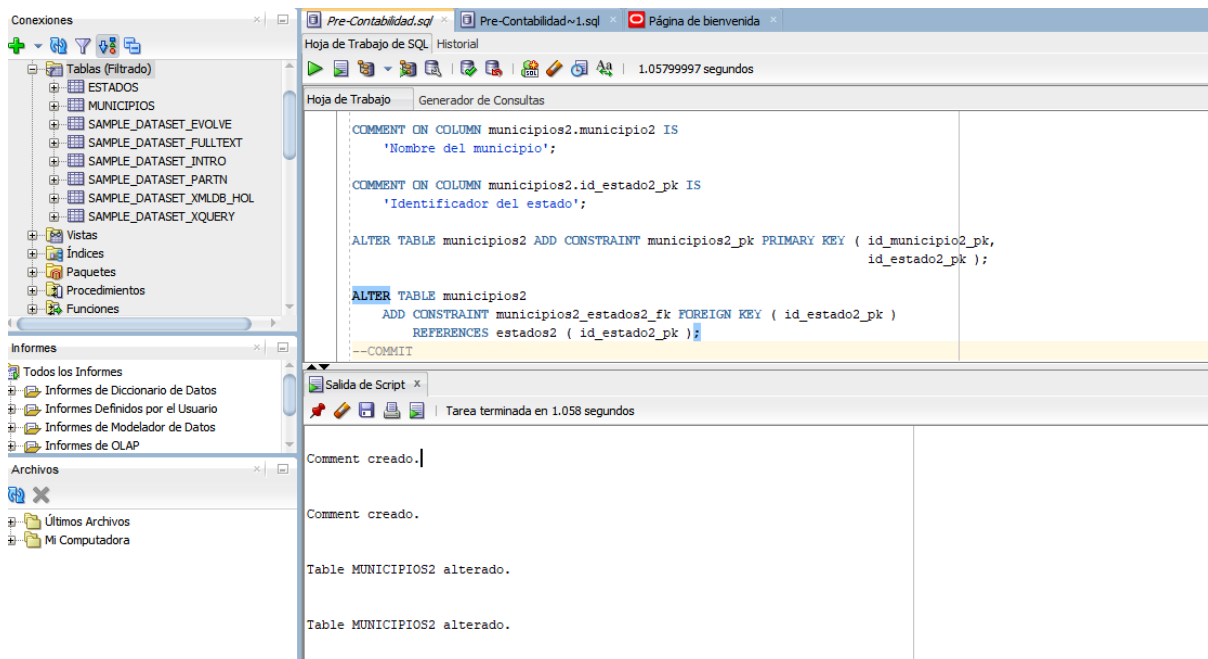 Conexiones
Tablas (Filtrado)
ESTADOS
MUNICIPIOS
SAMPLE_DATASET_EVOLVE
SAMPLE_DATASET_FULLTEXT
SAMPLE_DATASET_INTRO
SAMPLE_DATASET_PARTN
SAMPLE_DATASET_XMLDB_HOL
SAMPLE_DATASET_XQUERY
Vistas
Índices
Paquetes
Procedimientos
Funciones
Informes
Todos los Informes
Informes de Diccionario de Datos
Informes Definidos por el Usuario
Informes de Modelador de Datos
Informes de OLAP
Archivos
Últimos Archivos
Mi Computadora
Pre-Contabilidad.sql Pre-Contabilidad~1.sql Página de bienvenida
Hoja de Trabajo de SQL Historial
1.05799997 segundos
Hoja de Trabajo Generador de Consultas
COMMENT ON COLUMN municipios2.municipio2 IS
'Nombre del municipio';
COMMENT ON COLUMN municipios2.id_estado2_pk IS
'Identificador del estado';
ALTER TABLE municipios2 ADD CONSTRAINT municipios2_pk PRIMARY KEY ( id_municipio2_pk,
id_estado2_pk );
ALTER TABLE municipios2
ADD CONSTRAINT municipios2_estados2_fk FOREIGN KEY ( id_estado2_pk )
REFERENCES estados2 ( id_estado2_pk );
--COMMIT
Salida de Script
Tarea terminada en 1.058 segundos
Comment creado.
Comment creado.
Table MUNICIPIOS2 alterado.
Table MUNICIPIOS2 alterado.